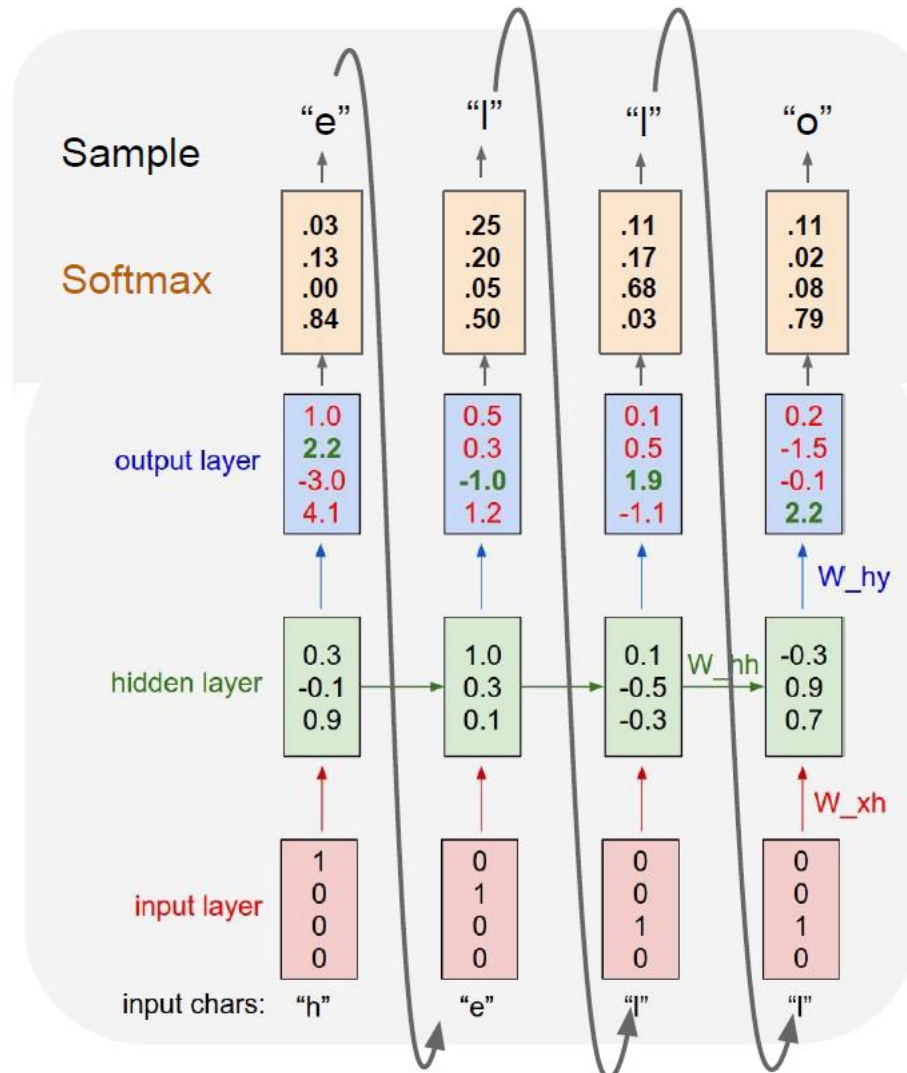 “e” “l” “l” “o”
Sample
Softmax
.03 .25 .11 .11
.13 .20 .17 .02
.00 .05 .68 .08
.84 .50 .03 .79
output layer
1.0 0.5 0.1 0.2
2.2 0.3 0.5 -1.5
-3.0 -1.0 1.9 -0.1
4.1 1.2 -1.1 2.2
W_hy
hidden layer
0.3 1.0 0.1 -0.3
-0.1 0.3 -0.5 0.9
0.9 0.1 -0.3 0.7
W_hh
W_xh
input layer
1 0 0 0
0 1 0 0
0 0 1 1
0 0 0 0
input chars: “h” “e” “l” “l”